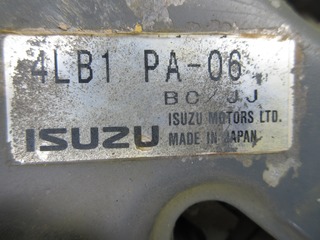 4LB1 PA-06
BC/JJ
ISUZU MOTORS LTD.
ISUZU MADE IN JAPAN